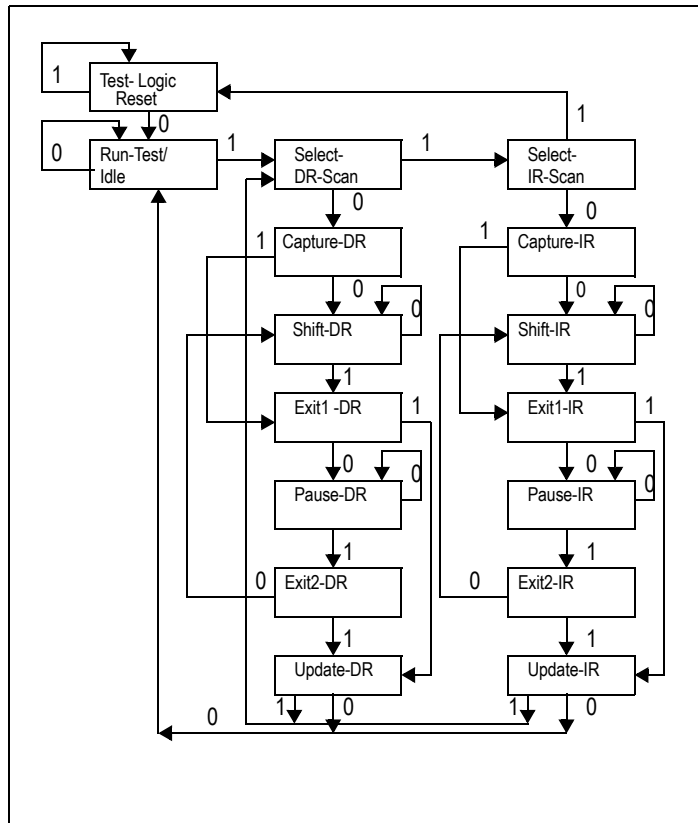 1
Test- Logic
Reset
0
0
Run-Test/
Idle
1
Select-
DR-Scan
1
Select-
IR-Scan
1
0
0
1
Capture-DR
1
Capture-IR
0
0
Shift-DR
0
Shift-IR
0
1
1
Exit1 -DR
1
Exit1-IR
1
0
0
Pause-DR
0
Pause-IR
0
1
1
0
Exit2-DR
0
Exit2-IR
1
1
Update-DR
Update-IR
0
1
0
1
0